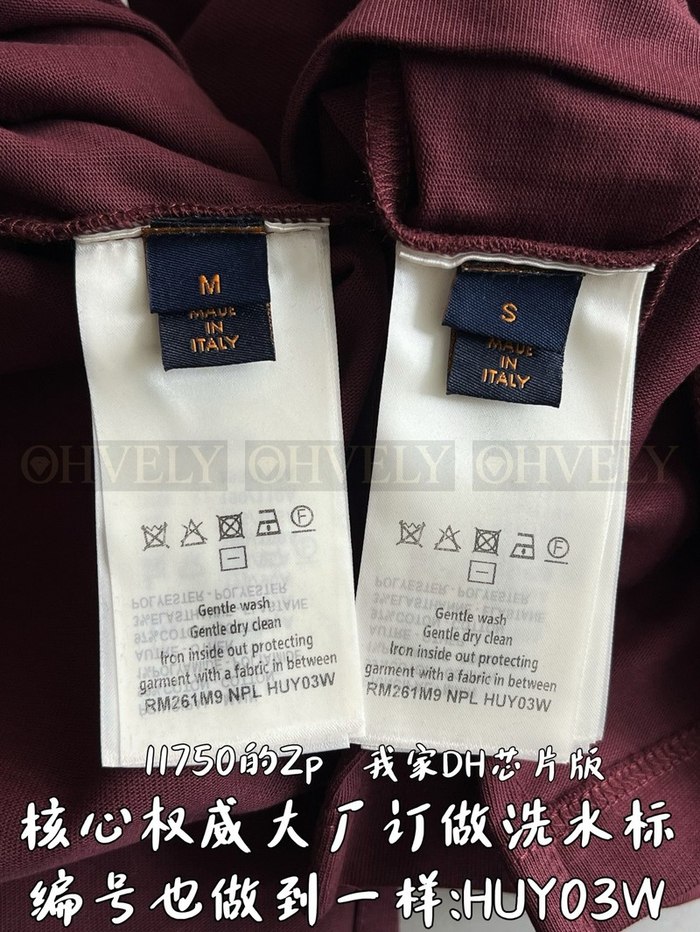 M
MADE
IN
ITALY
S
MADE
IN
ITALY
OHVELY OHVELY OHVELY
F
F
POLYESTER - POLYESTER
Gentle wash
Gentle dry clean
Iron inside out protecting
garment with a fabric in between
RM261M9 NPL HUY03W
Gentle wash
Gentle dry clean
Iron inside out protecting
garment with a fabric in between
RM261M9 NPL HUY03W
11750的Zp 我家DH芯片版
核心权威大厂订做洗水标
编号也做到一样:HUY03W